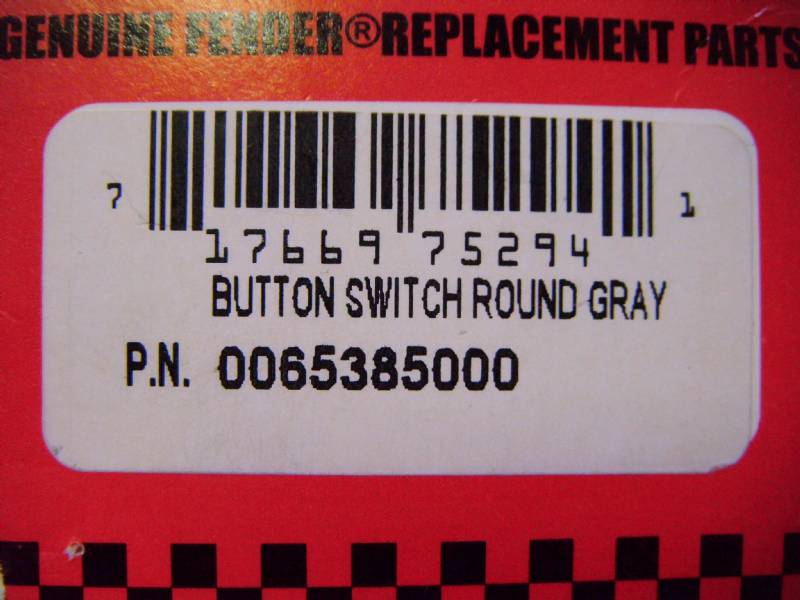 GENUINE FENDER®REPLACEMENT PARTS
7 17669 75294 1
BUTTON SWITCH ROUND GRAY
P.N. 0065385000